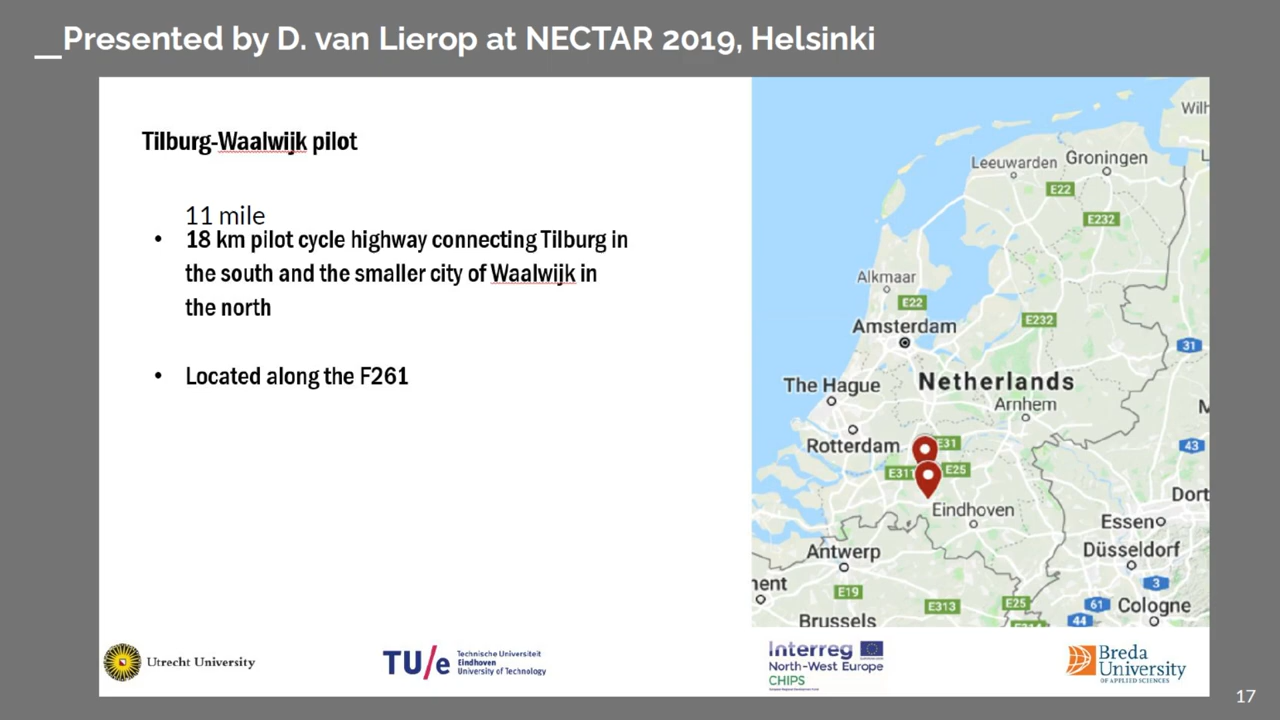 __Presented by D. van Lierop at NECTAR 2019, Helsinki
Tilburg-Waalwijk pilot
11 mile
• 18 km pilot cycle highway connecting Tilburg in
the south and the smaller city of Waalwijk in
the north
• Located along the F261
Wilh
Leeuwarden
Groningen
L
E22
E232
Alkmaar
E22
E232
Amsterdam
31
The Hague
Netherlands
Arnhem
M
Rotterdam
E31
43
E311
E25
Dort
Eindhoven
Essen
Antwerp
Düsseldorf
nent
E19
3
E313
E25
61
Cologne
Brussels
44
Utrecht University
TU/e
Technische Universiteit
Eindhoven
University of Technology
Interreg
North-West Europe
CHIPS
Breda
University
OF APPLIED SCIENCES
17